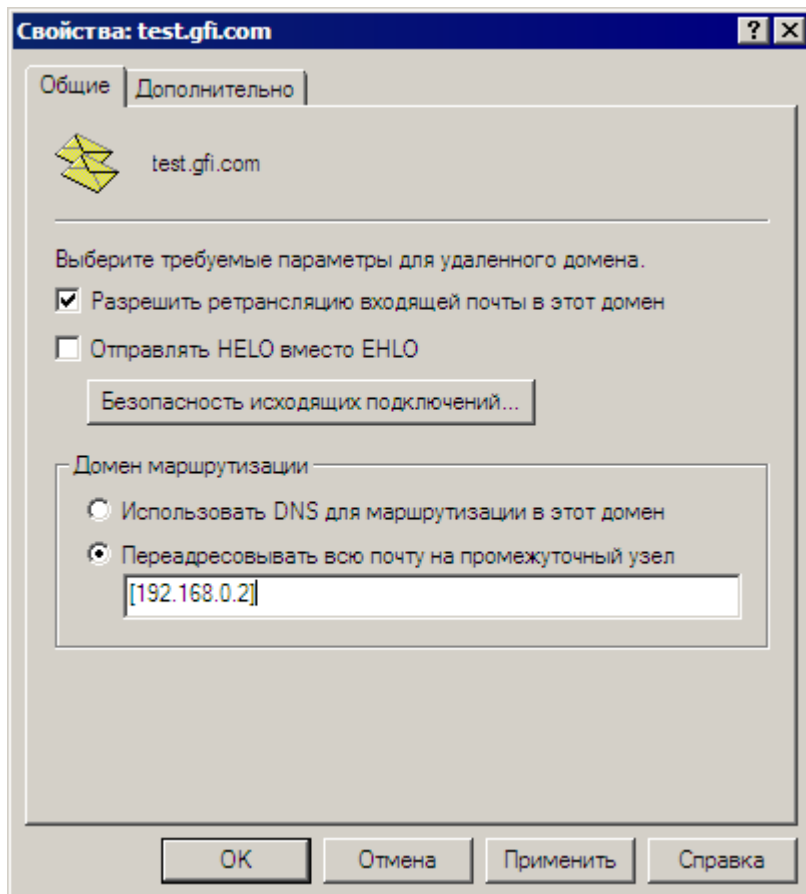 Свойства: test.gfi.com
Общие
Дополнительно
test.gfi.com
Выберите требуемые параметры для удаленного домена.
Разрешить ретрансляцию входящей почты в этот домен
Отправлять HELO вместо EHLO
Безопасность исходящих подключений...
Домен маршрутизации
Использовать DNS для маршрутизации в этот домен
Переадресовывать всю почту на промежуточный узел
[192.168.0.2]
OK
Отмена
Применить
Справка